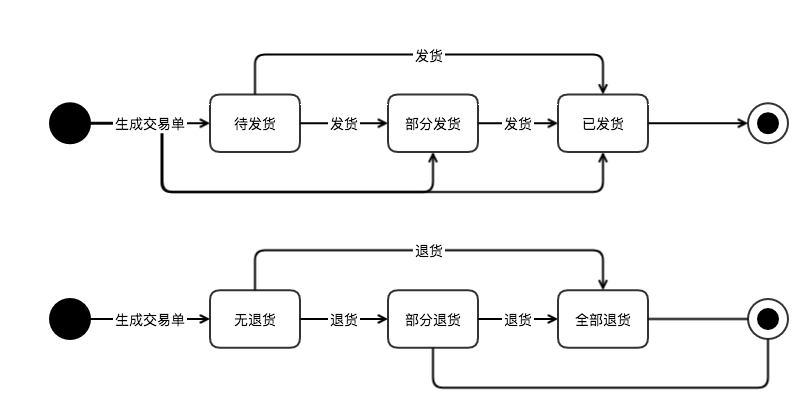 发货
生成交易单
待发货
发货
部分发货
发货
已发货
退货
生成交易单
无退货
退货
部分退货
退货
全部退货